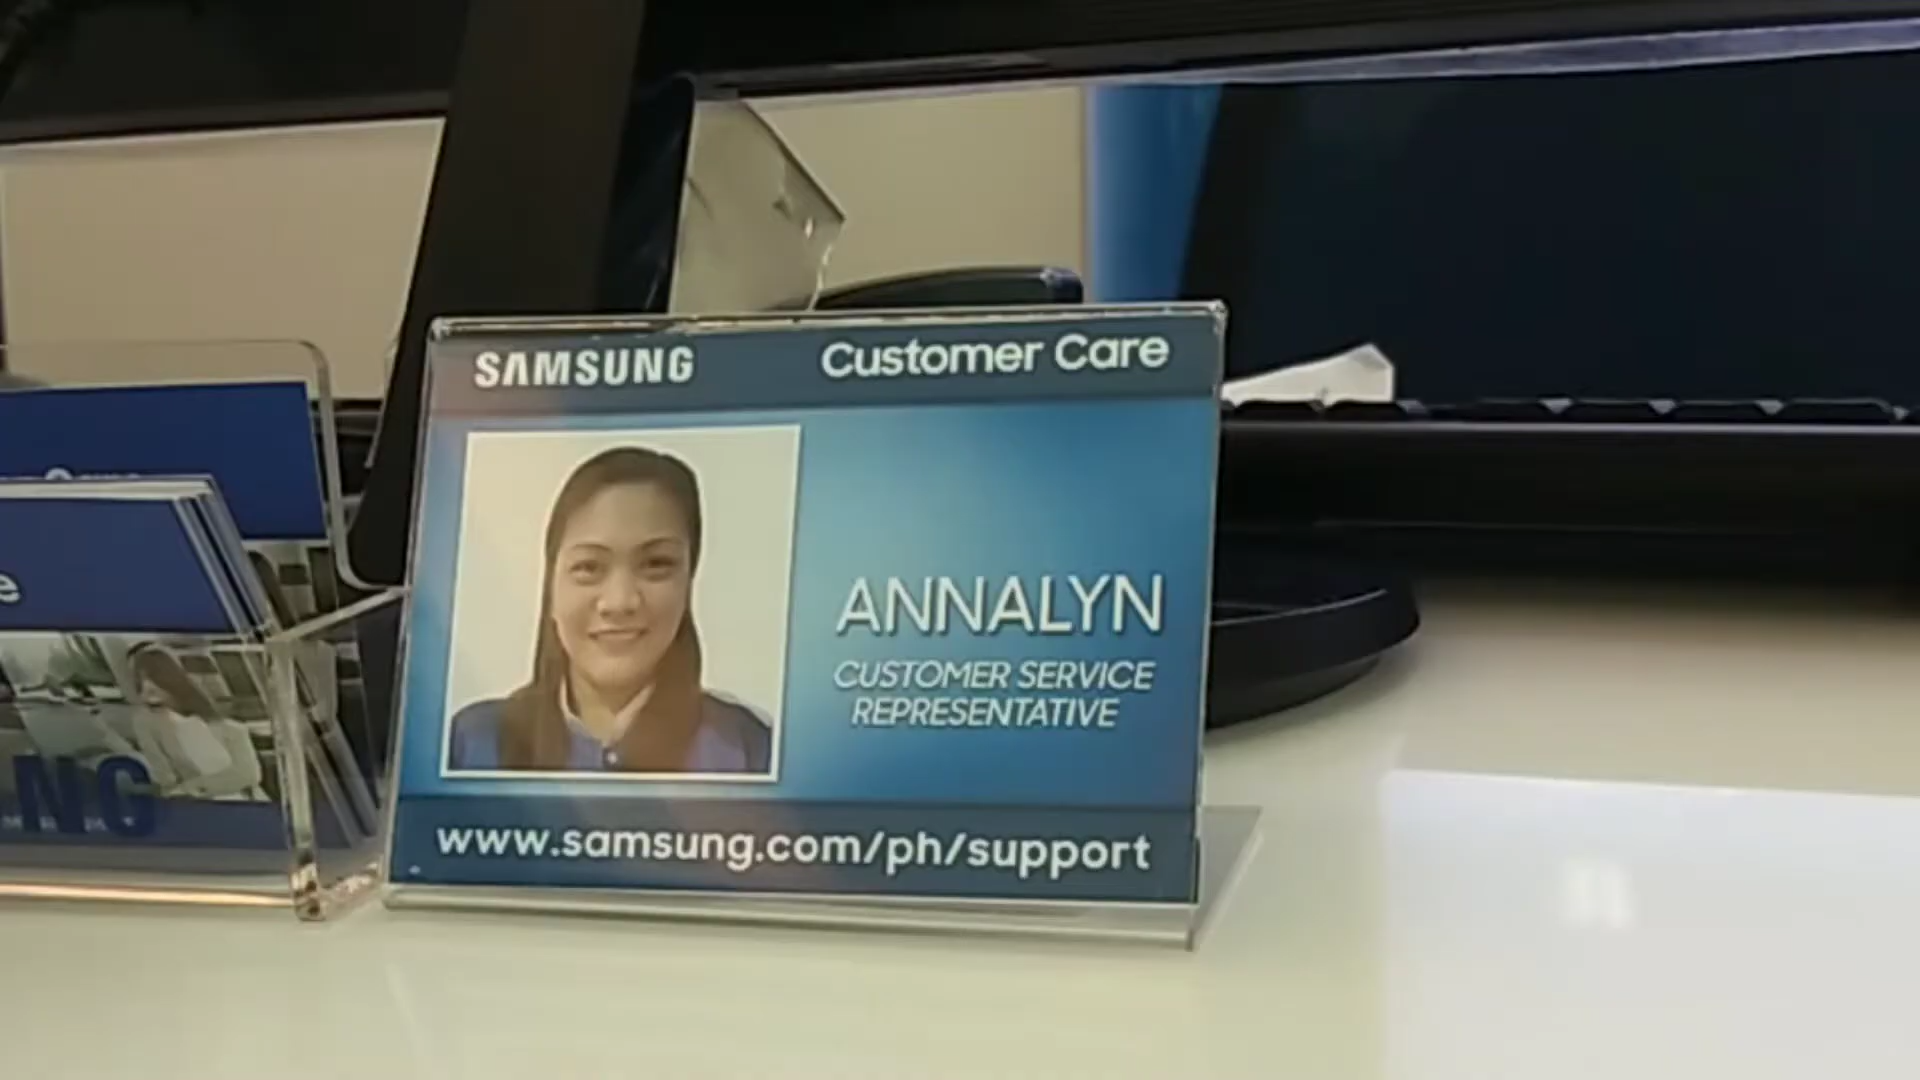 SAMSUNG Customer Care
ANNALYN
CUSTOMER SERVICE
REPRESENTATIVE
www.samsung.com/ph/support